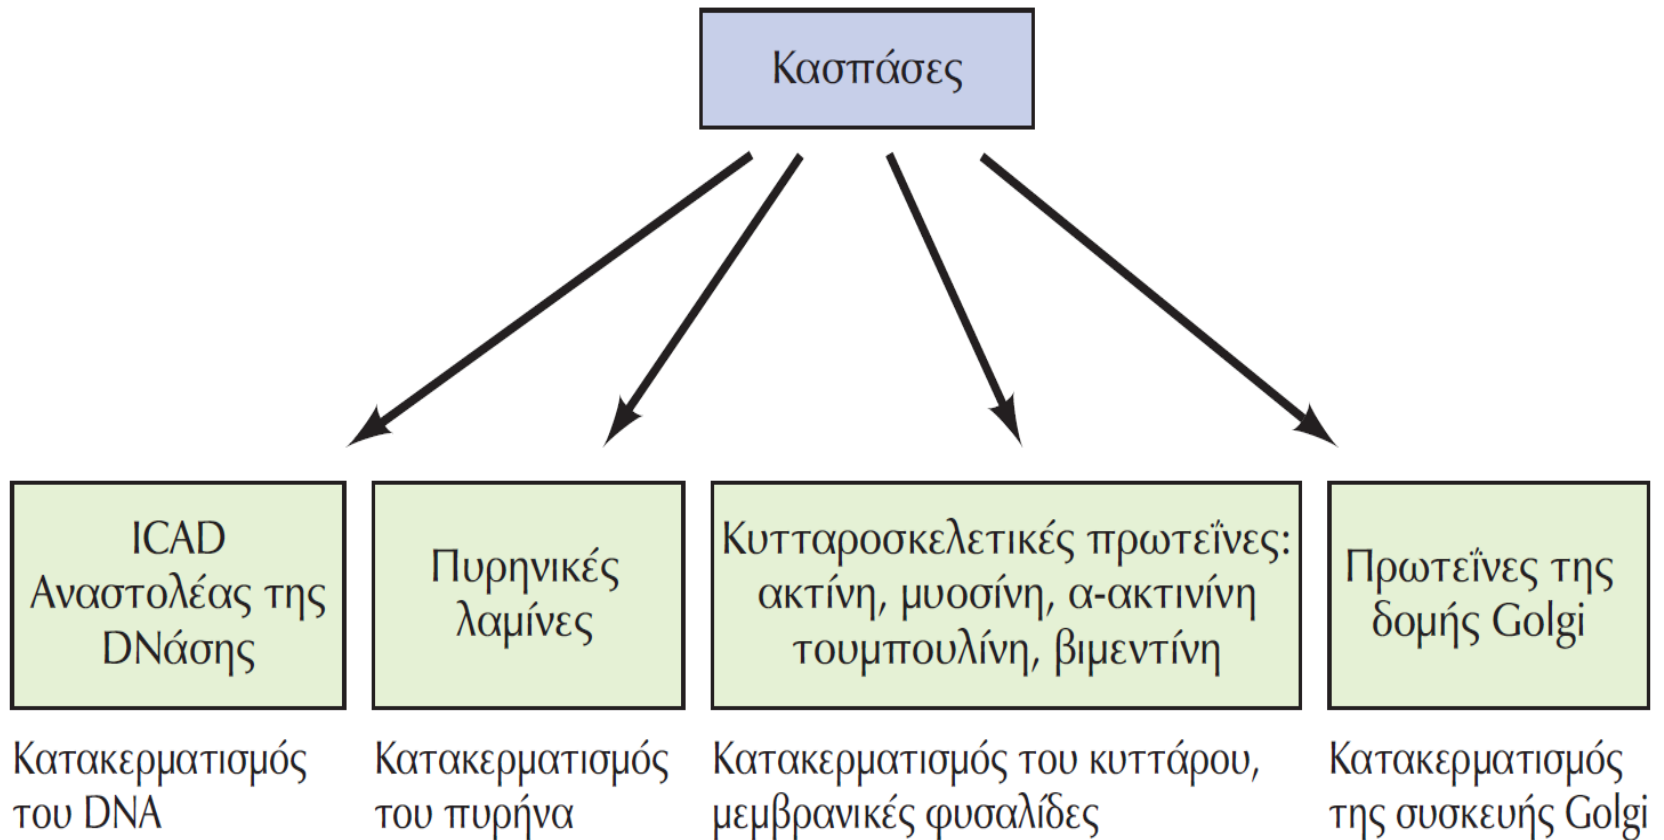 Κασπάσες
ICAD
Αναστολέας της
DNάσης
Πυρηνικές
λαμίνες
Κυτταροσκελετικές πρωτεΐνες:
ακτίνη, μυοσίνη, α-ακτινίνη
τουμπουλίνη, βιμεντίνη
Πρωτεΐνες της
δομής Golgi
Κατακερματισμός
του DNA
Κατακερματισμός
του πυρήνα
Κατακερματισμός του κυττάρου,
μεμβρανικές φυσαλίδες
Κατακερματισμός
της συσκευής Golgi